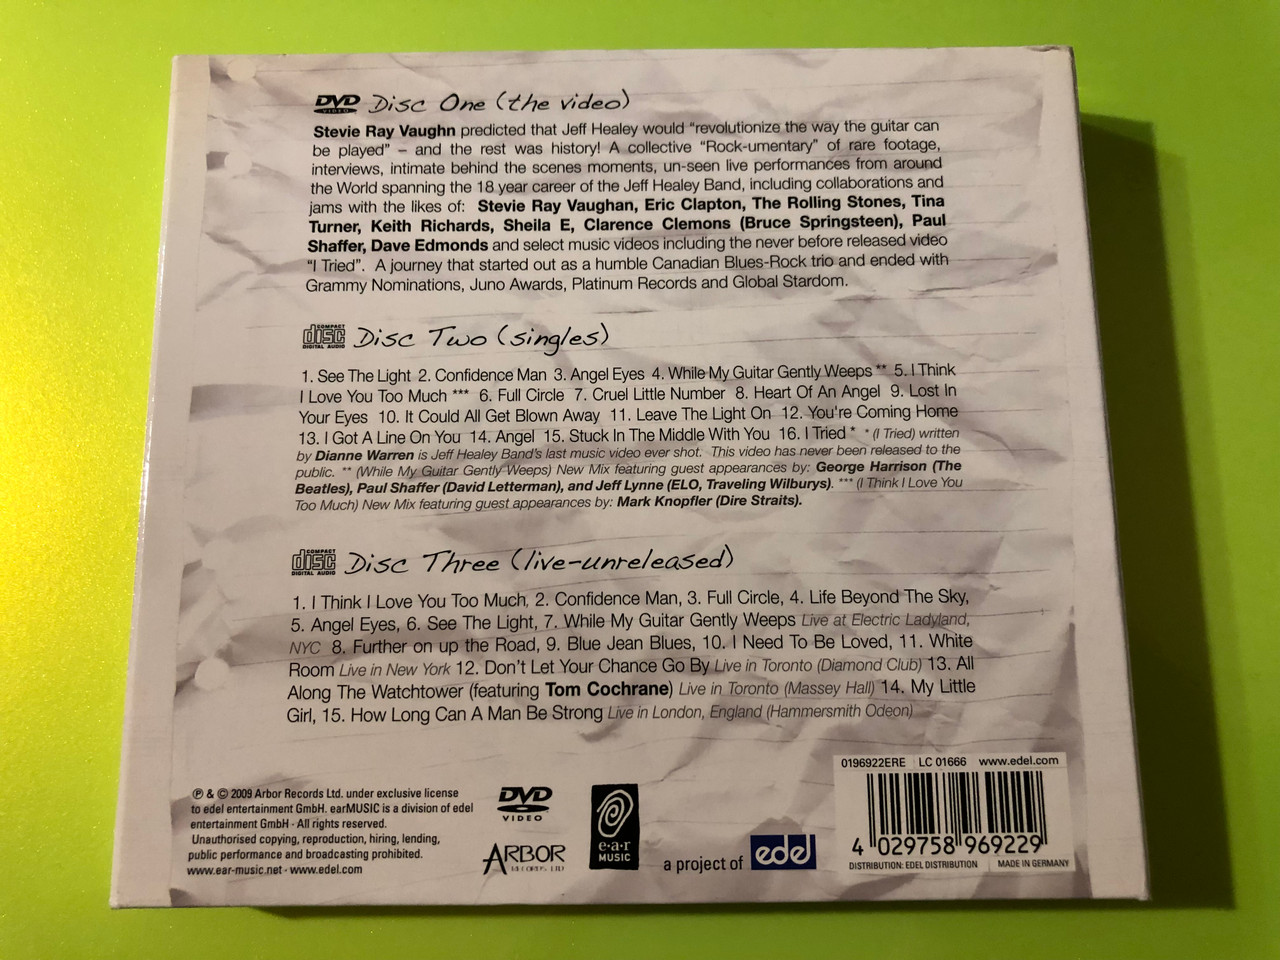 DVD VIDEO Disc One (the video)
Stevie Ray Vaughn predicted that Jeff Healey would “revolutionize the way the guitar can
be played” – and the rest was history! A collective “Rock-umentary” of rare footage,
interviews, intimate behind the scenes moments, un-seen live performances from around
the World spanning the 18 year career of the Jeff Healey Band, including collaborations and
jams with the likes of: Stevie Ray Vaughan, Eric Clapton, The Rolling Stones, Tina
Turner, Keith Richards, Sheila E, Clarence Clemons (Bruce Springsteen), Paul
Shaffer, Dave Edmonds and select music videos including the never before released video
“I Tried”. A journey that started out as a humble Canadian Blues-Rock trio and ended with
Grammy Nominations, Juno Awards, Platinum Records and Global Stardom.
COMPACT disc DIGITAL AUDIO Disc Two (singles)
1. See The Light 2. Confidence Man 3. Angel Eyes 4. While My Guitar Gently Weeps ** 5. I Think
I Love You Too Much *** 6. Full Circle 7. Cruel Little Number 8. Heart Of An Angel 9. Lost In
Your Eyes 10. It Could All Get Blown Away 11. Leave The Light On 12. You're Coming Home
13. I Got A Line On You 14. Angel 15. Stuck In The Middle With You 16. I Tried * * (I Tried) written
by Dianne Warren is Jeff Healey Band's last music video ever shot. This video has never been released to the
public. ** (While My Guitar Gently Weeps) New Mix featuring guest appearances by: George Harrison (The
Beatles), Paul Shaffer (David Letterman), and Jeff Lynne (ELO, Traveling Wilburys). *** (I Think I Love You
Too Much) New Mix featuring guest appearances by: Mark Knopfler (Dire Straits).
COMPACT disc DIGITAL AUDIO Disc Three (live-unreleased)
1. I Think I Love You Too Much, 2. Confidence Man, 3. Full Circle, 4. Life Beyond The Sky,
5. Angel Eyes, 6. See The Light, 7. While My Guitar Gently Weeps Live at Electric Ladyland,
NYC 8. Further on up the Road, 9. Blue Jean Blues, 10. I Need To Be Loved, 11. White
Room Live in New York 12. Don't Let Your Chance Go By Live in Toronto (Diamond Club) 13. All
Along The Watchtower (featuring Tom Cochrane) Live in Toronto (Massey Hall) 14. My Little
Girl, 15. How Long Can A Man Be Strong Live in London, England (Hammersmith Odeon)
℗ & © 2009 Arbor Records Ltd. under exclusive license
to edel entertainment GmbH. earMUSIC is a division of edel
entertainment GmbH · All rights reserved.
Unauthorised copying, reproduction, hiring, lending,
public performance and broadcasting prohibited.
www.ear-music.net · www.edel.com
DVD
VIDEO
ARBOR
RECORDS LTD
e·a·r
MUSIC
a project of edel
0196922ERE LC 01666 www.edel.com
4 029758 969229
DISTRIBUTION: EDEL DISTRIBUTION MADE IN GERMANY